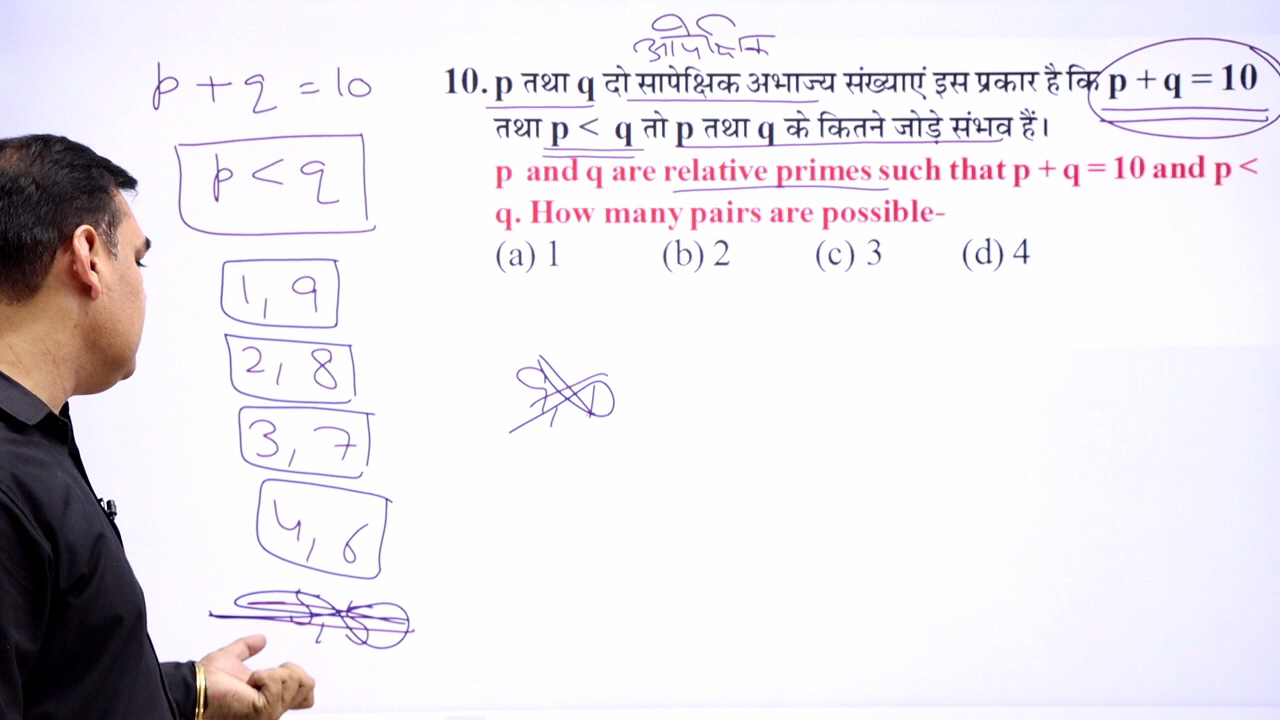 p + q = 10
p < q
1, 9
2, 8
3, 7
4, 6
10. p तथा q दो सापेक्षिक अभाज्य संख्याएं इस प्रकार है कि p + q = 10
तथा p < q तो p तथा q के कितने जोड़े संभव हैं।
p and q are relative primes such that p + q = 10 and p <
q. How many pairs are possible-
(a) 1 (b) 2 (c) 3 (d) 4